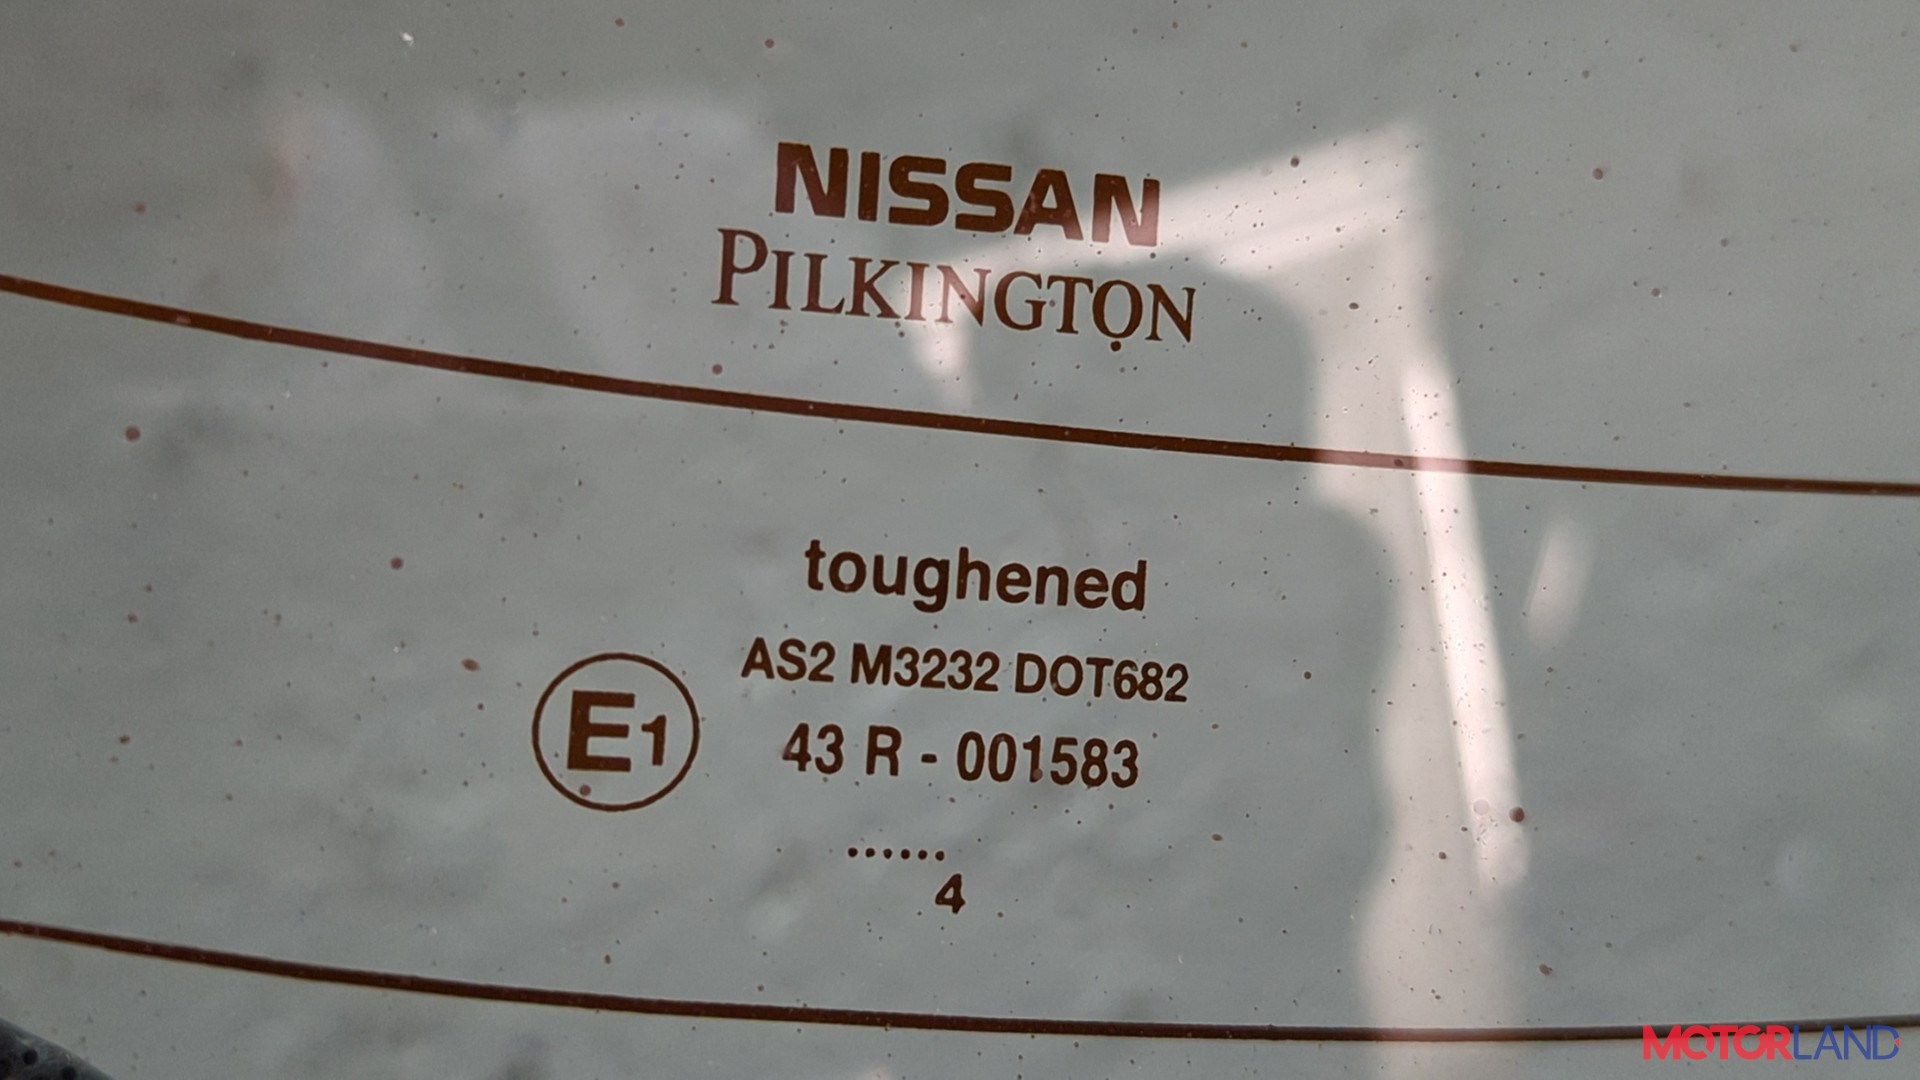 NISSAN
PILKINGTON
toughened
AS2 M3232 DOT682
E1
43 R - 001583
......
4
MOTORLAND